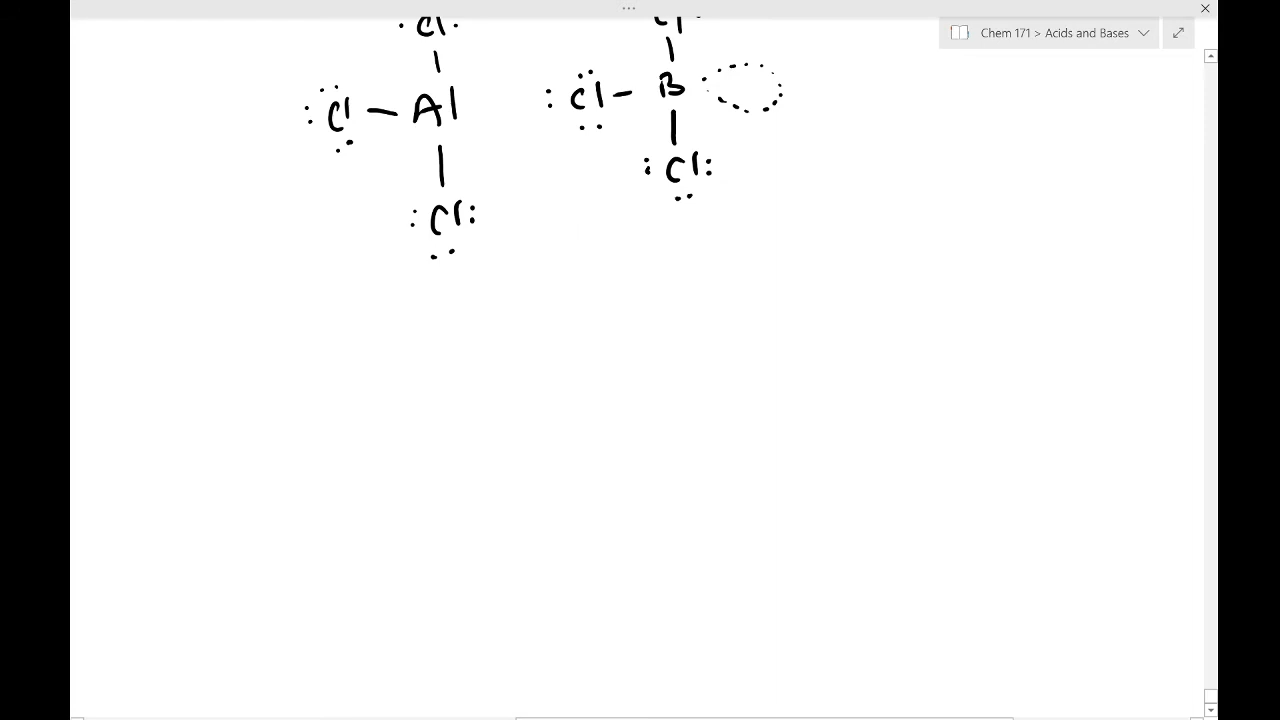 Chem 171 > Acids and Bases
Cl Cl
Cl – Al Cl – B
Cl
Cl